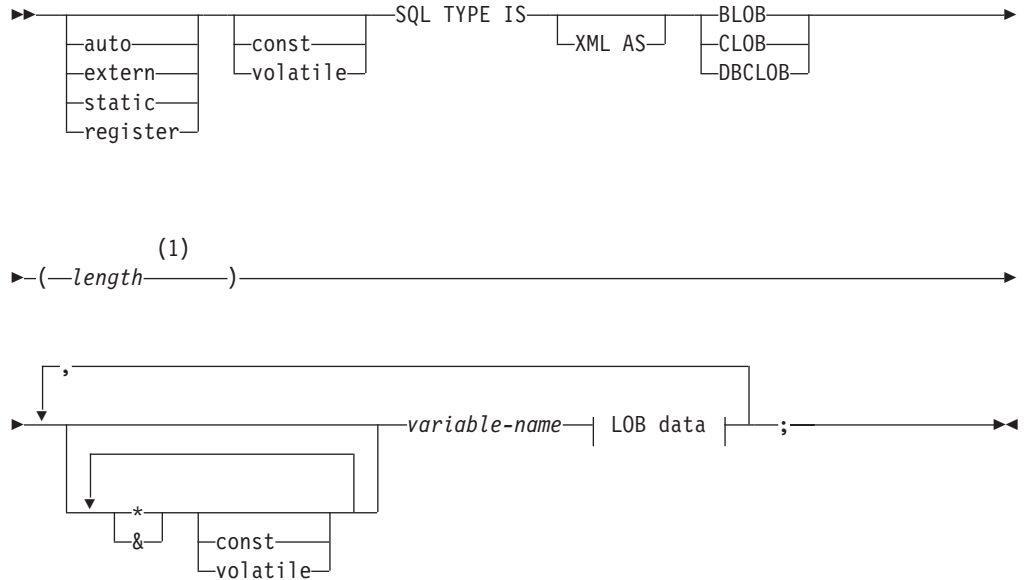 SQL TYPE IS BLOB
auto const XML AS CLOB
extern volatile DBCLOB
static
register
(1)
( length )
,
variable-name LOB data ;
*
& const
volatile